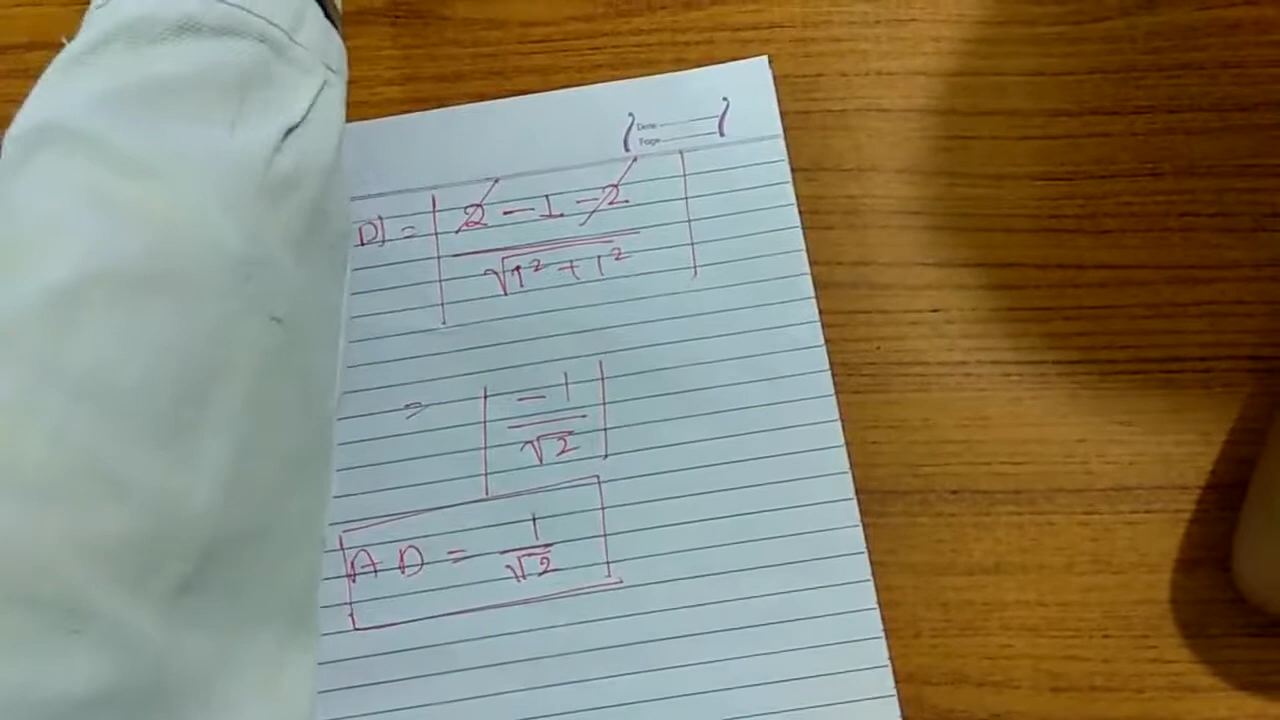 Date
Page
D| = | 2 - 1 - 2 / √1² + 1² |
= | - 1 / √2 |
AD = 1 / √2